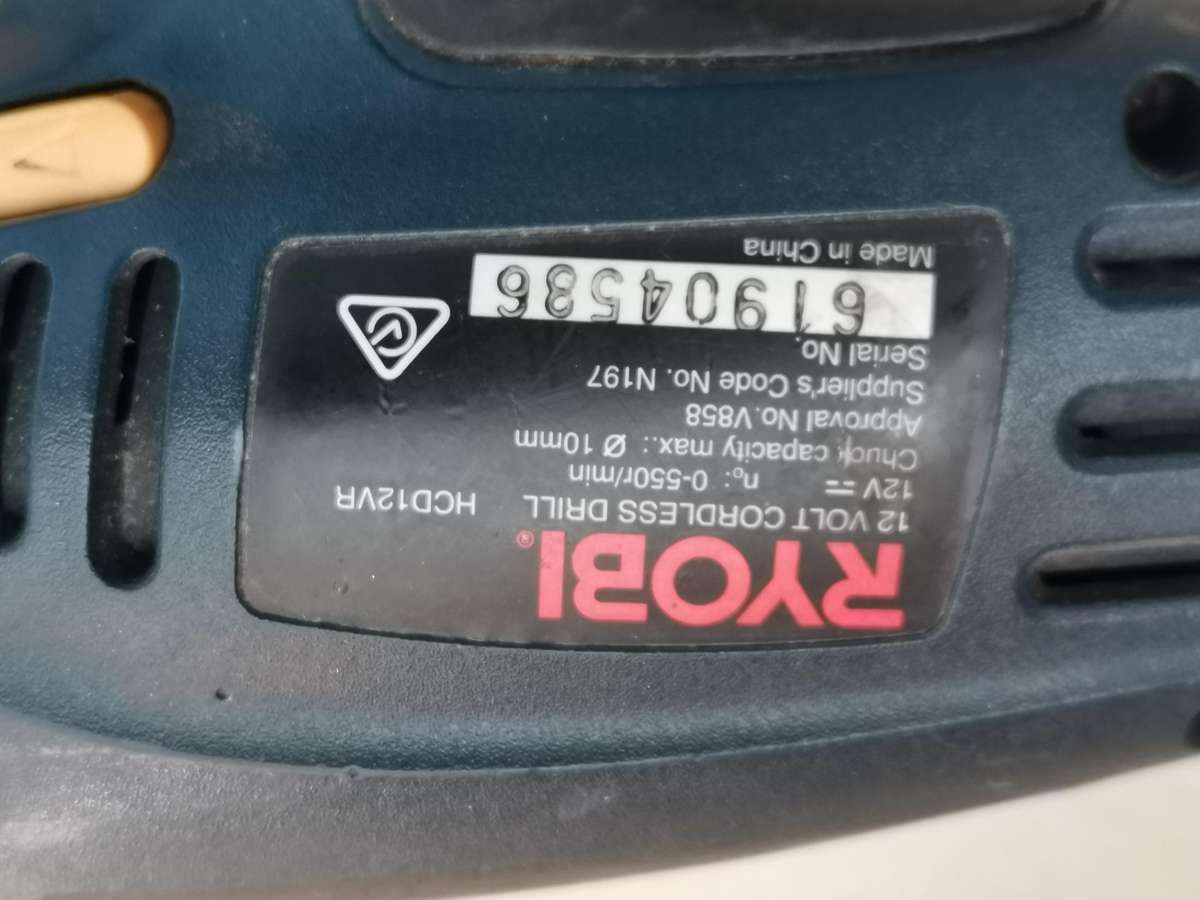 RYOBI®
12 VOLT CORDLESS DRILL HCD12VR
12V ⎓ n₀: 0-550r/min
Chuck capacity max.: Ø 10mm
Approval No.V858
Supplier's Code No. N197
Serial No.
61904586
Made in China